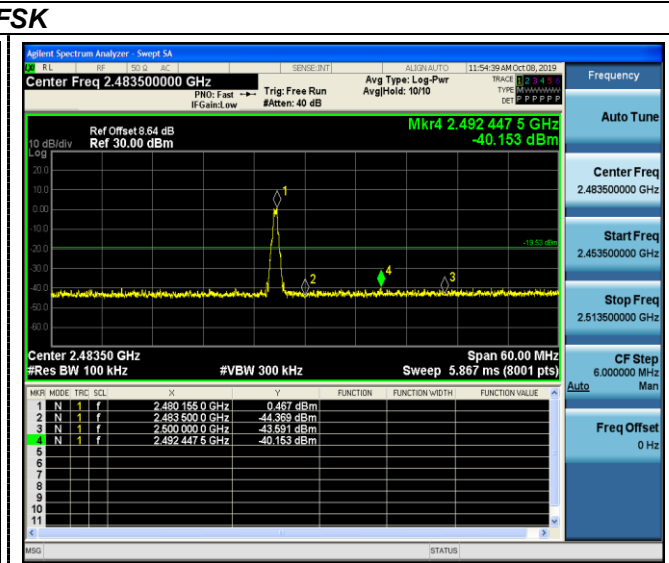 FSK
Agilent Spectrum Analyzer - Swept SA
RL RF 50 Ω AC SENSE:INT ALIGN AUTO 11:54:39 AM Oct 08, 2019
Center Freq 2.483500000 GHz
PNO: Fast
IFGain:Low
Trig: Free Run
#Atten: 40 dB
Avg Type: Log-Pwr
Avg|Hold: 10/10
TRACE 1 2 3 4 5 6
TYPE M
DET P P P P P P
Frequency
Mkr4 2.492 447 5 GHz
-40.153 dBm
Ref Offset 8.64 dB
Ref 30.00 dBm
10 dB/div
Log
20.0
10.0
0.00
-10.0
-20.0
-30.0
-40.0
-50.0
-60.0
1
2
4
3
-19.53 dBm
Center 2.48350 GHz
Span 60.00 MHz
#Res BW 100 kHz
#VBW 300 kHz
Sweep 5.867 ms (8001 pts)
MKR MODE TRC SCL X Y FUNCTION FUNCTION WIDTH FUNCTION VALUE
1 N 1 f 2.480 155 0 GHz 0.467 dBm
2 N 1 f 2.483 500 0 GHz -44.369 dBm
3 N 1 f 2.500 000 0 GHz -43.591 dBm
4 N 1 f 2.492 447 5 GHz -40.153 dBm
5
6
7
8
9
10
11
MSG
STATUS
Auto Tune
Center Freq
2.483500000 GHz
Start Freq
2.453500000 GHz
Stop Freq
2.513500000 GHz
CF Step
6.000000 MHz
Auto Man
Freq Offset
0 Hz